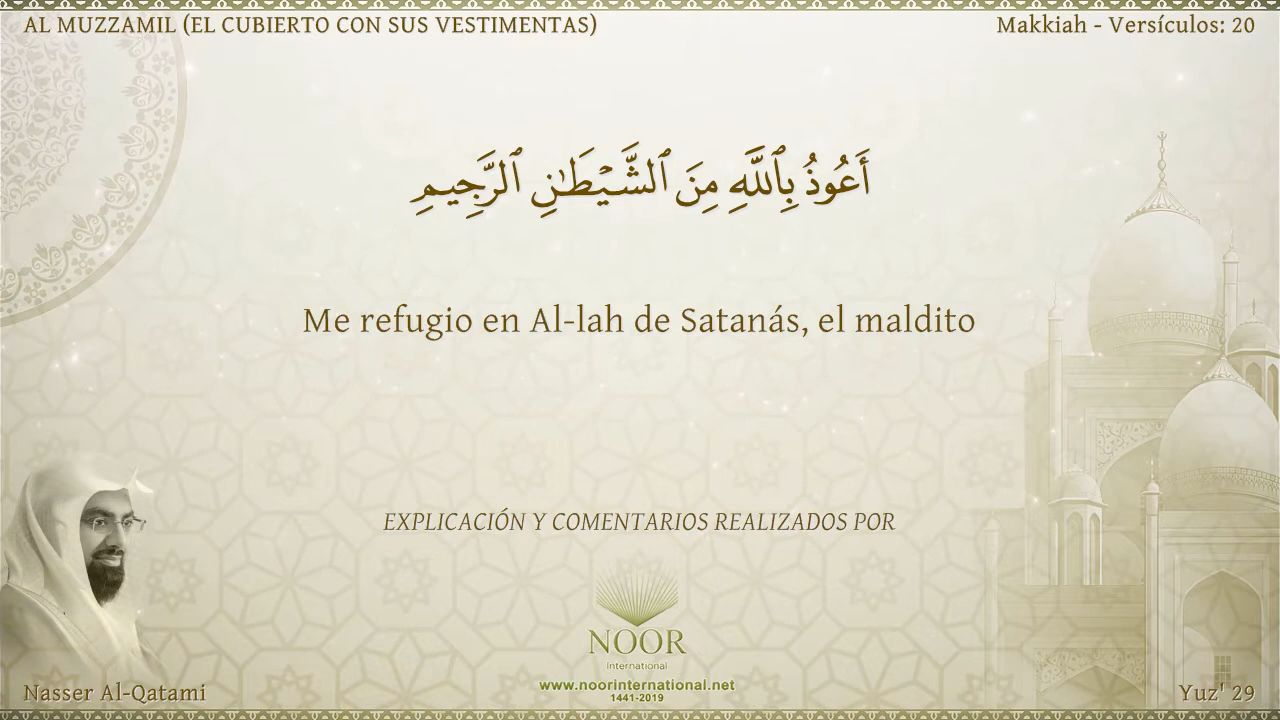 AL MUZZAMIL (EL CUBIERTO CON SUS VESTIMENTAS)
Makkiah - Versículos: 20
أَعُوذُ بِٱللَّهِ مِنَ ٱلشَّيْطَٰنِ ٱلرَّجِيمِ
Me refugio en Al-lah de Satanás, el maldito
EXPLICACIÓN Y COMENTARIOS REALIZADOS POR
NOOR
International
www.noorinternational.net
1441-2019
Nasser Al-Qatami
Yuz' 29